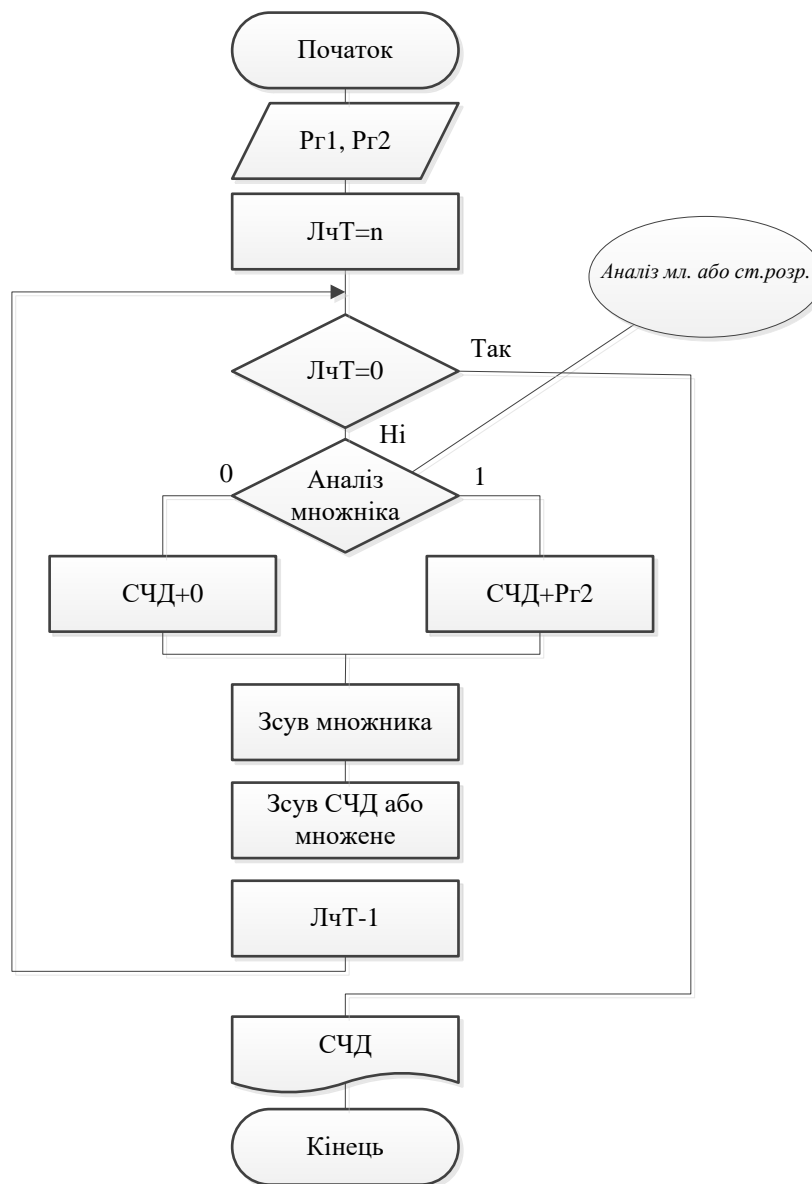 Початок
Рг1, Рг2
ЛчТ=n
Аналіз мл. або ст.розр.
ЛчТ=0
Так
Ні
0
Аналіз
множніка
1
СЧД+0
СЧД+Рг2
Зсув множника
Зсув СЧД або
множене
ЛчТ-1
СЧД
Кінець